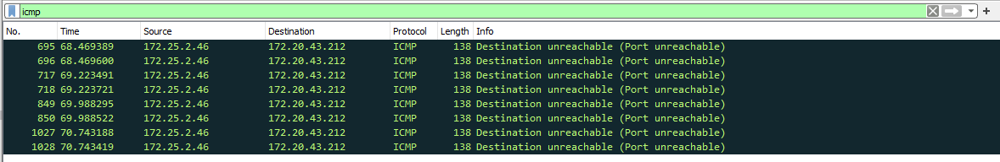 icmp
No. Time Source Destination Protocol Length Info
695 68.469389 172.25.2.46 172.20.43.212 ICMP 138 Destination unreachable (Port unreachable)
696 68.469600 172.25.2.46 172.20.43.212 ICMP 138 Destination unreachable (Port unreachable)
717 69.223491 172.25.2.46 172.20.43.212 ICMP 138 Destination unreachable (Port unreachable)
718 69.223721 172.25.2.46 172.20.43.212 ICMP 138 Destination unreachable (Port unreachable)
849 69.988295 172.25.2.46 172.20.43.212 ICMP 138 Destination unreachable (Port unreachable)
850 69.988522 172.25.2.46 172.20.43.212 ICMP 138 Destination unreachable (Port unreachable)
1027 70.743188 172.25.2.46 172.20.43.212 ICMP 138 Destination unreachable (Port unreachable)
1028 70.743419 172.25.2.46 172.20.43.212 ICMP 138 Destination unreachable (Port unreachable)